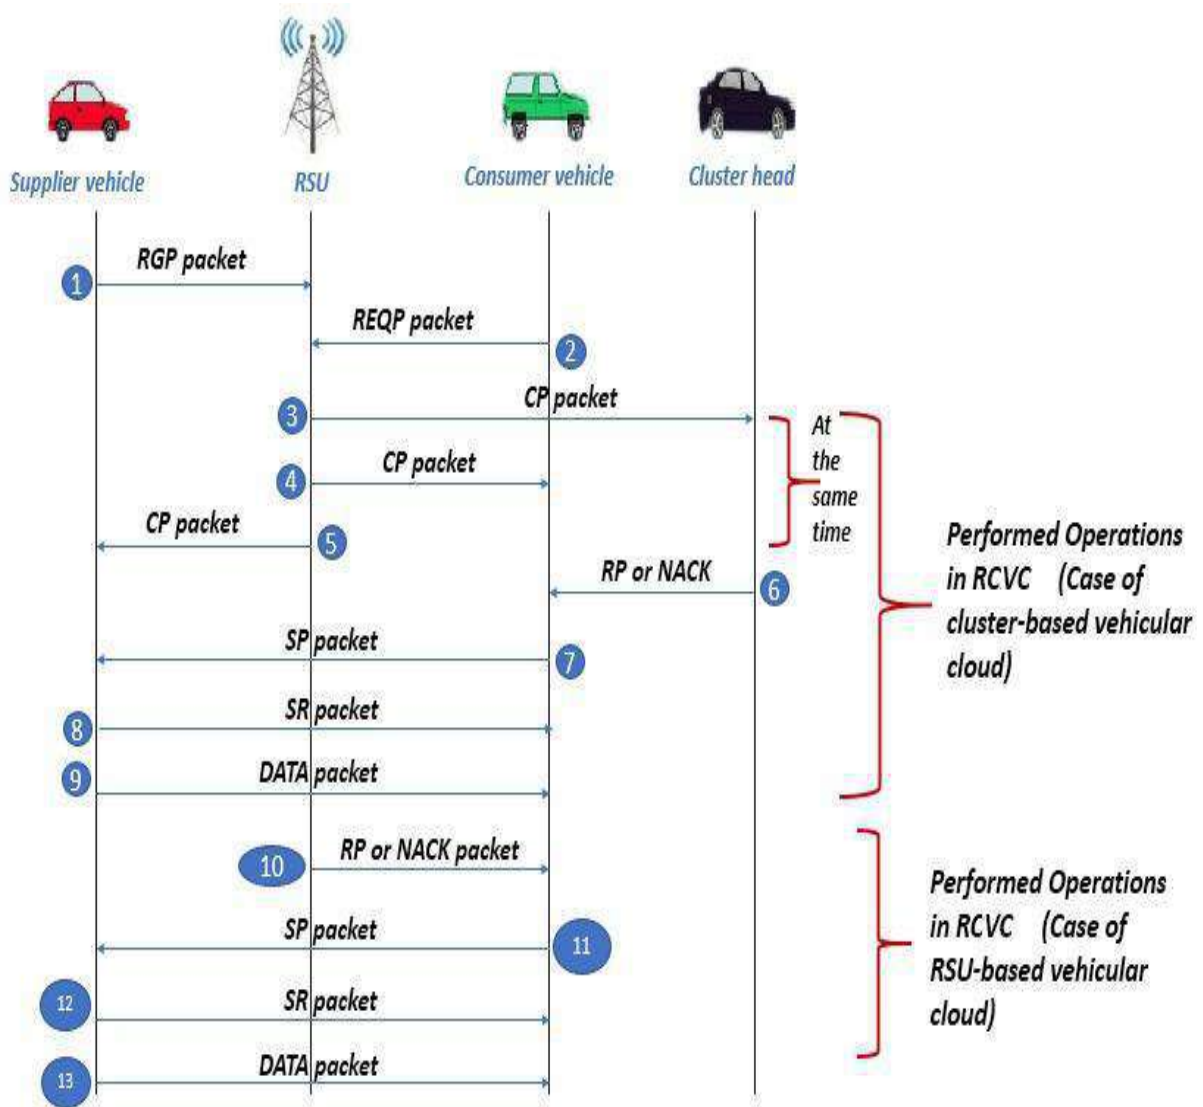 Supplier vehicle
RSU
Consumer vehicle
Cluster head
RGP packet
1
REQP packet
2
CP packet
3
At
the
same
time
CP packet
4
CP packet
5
Performed Operations
in RCVC (Case of
cluster-based vehicular
cloud)
RP or NACK
6
SP packet
7
SR packet
8
DATA packet
9
RP or NACK packet
10
Performed Operations
in RCVC (Case of
RSU-based vehicular
cloud)
SP packet
11
SR packet
12
DATA packet
13